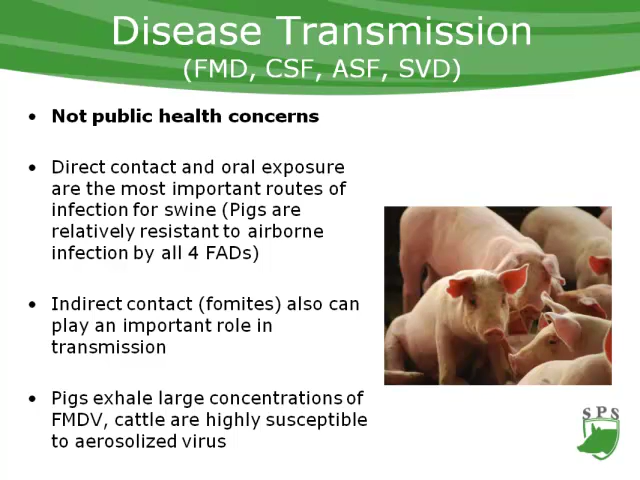 Disease Transmission
(FMD, CSF, ASF, SVD)
• Not public health concerns
• Direct contact and oral exposure
are the most important routes of
infection for swine (Pigs are
relatively resistant to airborne
infection by all 4 FADs)
• Indirect contact (fomites) also can
play an important role in
transmission
• Pigs exhale large concentrations of
FMDV, cattle are highly susceptible
to aerosolized virus
SPS